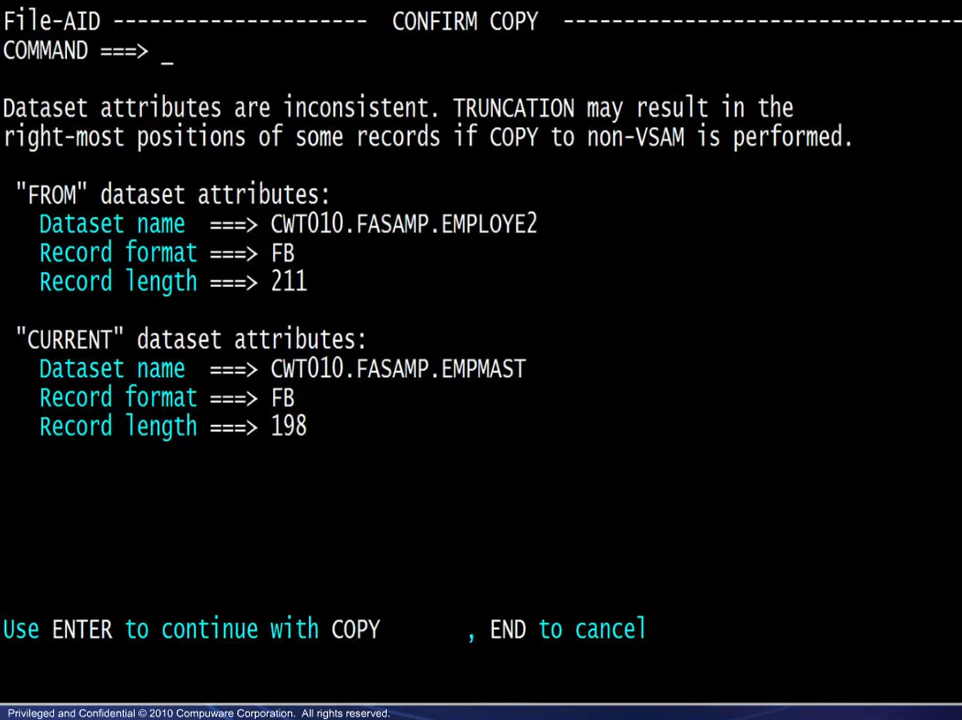 File-AID --------------------- CONFIRM COPY ---------------------------------
COMMAND ===> _
Dataset attributes are inconsistent. TRUNCATION may result in the
right-most positions of some records if COPY to non-VSAM is performed.
"FROM" dataset attributes:
Dataset name ===> CWT010.FASAMP.EMPLOYE2
Record format ===> FB
Record length ===> 211
"CURRENT" dataset attributes:
Dataset name ===> CWT010.FASAMP.EMPMAST
Record format ===> FB
Record length ===> 198
Use ENTER to continue with COPY , END to cancel
Privileged and Confidential © 2010 Compuware Corporation. All rights reserved.